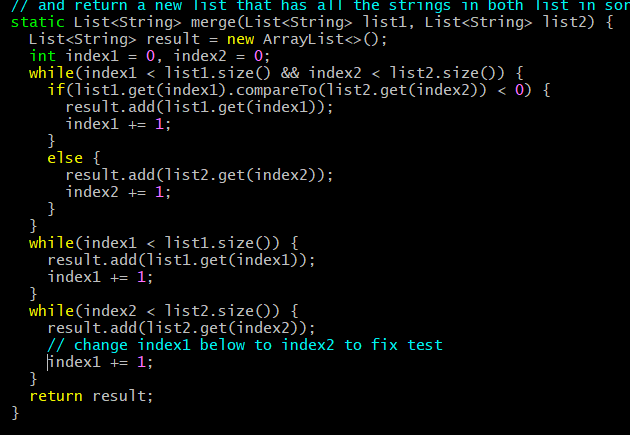 // and return a new list that has all the strings in both list in sor
static List<String> merge(List<String> list1, List<String> list2) {
  List<String> result = new ArrayList<>();
  int index1 = 0, index2 = 0;
  while(index1 < list1.size() && index2 < list2.size()) {
    if(list1.get(index1).compareTo(list2.get(index2)) < 0) {
      result.add(list1.get(index1));
      index1 += 1;
    }
    else {
      result.add(list2.get(index2));
      index2 += 1;
    }
  }
  while(index1 < list1.size()) {
    result.add(list1.get(index1));
    index1 += 1;
  }
  while(index2 < list2.size()) {
    result.add(list2.get(index2));
    // change index1 below to index2 to fix test
    index1 += 1;
  }
  return result;
}